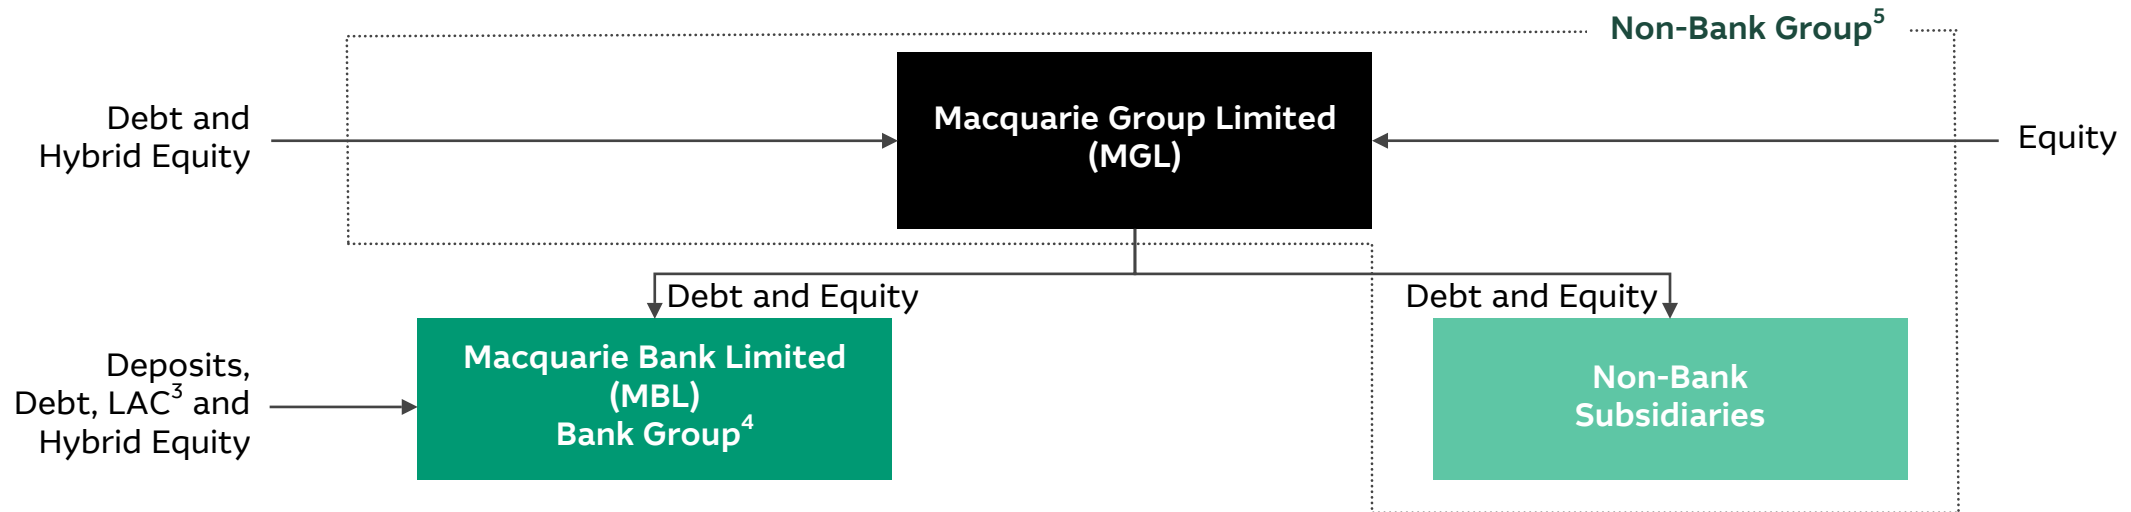 Non-Bank Group⁵
Debt and
Hybrid Equity
Macquarie Group Limited
(MGL)
Equity
Debt and Equity
Debt and Equity
Deposits,
Debt, LAC³ and
Hybrid Equity
Macquarie Bank Limited
(MBL)
Bank Group⁴
Non-Bank
Subsidiaries